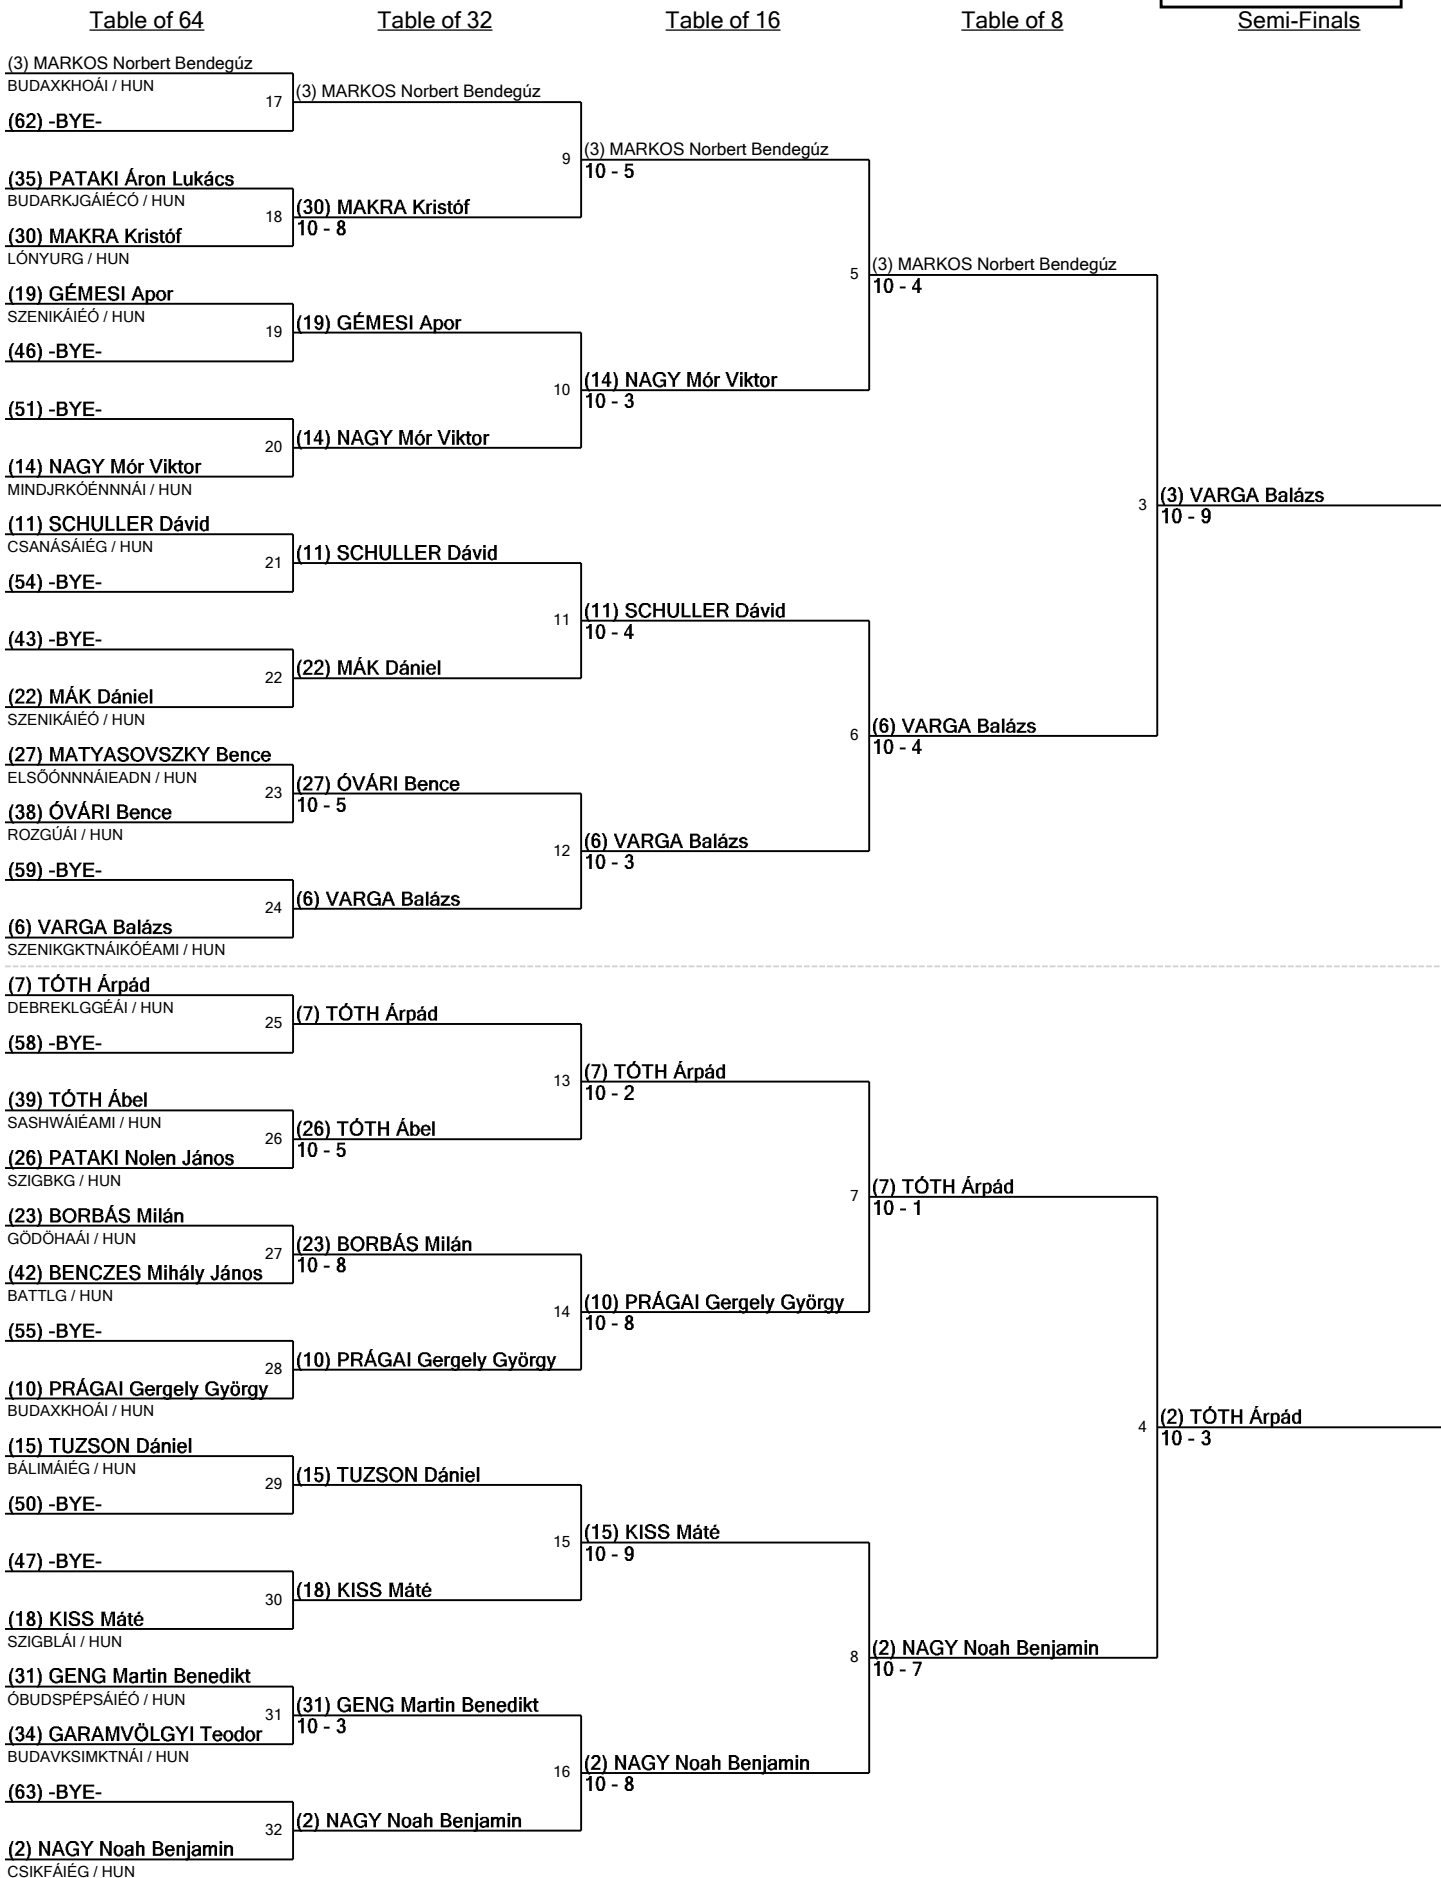 Table of 64
Table of 32
Table of 16
Table of 8
Semi-Finals
(3) MARKOS Norbert Bendegúz
BUDAXKHOÁI / HUN
17
(62) -BYE-
(35) PATAKI Áron Lukács
BUDARKJGÁIÉCÓ / HUN
18
(30) MAKRA Kristóf
LÓNYURG / HUN
(19) GÉMESI Apor
SZENIKÁIÉÓ / HUN
19
(46) -BYE-
(51) -BYE-
20
(14) NAGY Mór Viktor
MINDJRKÓÉNNNÁI / HUN
(11) SCHULLER Dávid
CSANÁSÁIÉG / HUN
21
(54) -BYE-
(43) -BYE-
22
(22) MÁK Dániel
SZENIKÁIÉÓ / HUN
(27) MATYASOVSZKY Bence
ELSŐÓNNNÁIEADN / HUN
23
(38) ÓVÁRI Bence
ROZGÚÁI / HUN
(59) -BYE-
24
(6) VARGA Balázs
SZENIKGKTNÁIKÓÉAMI / HUN
(7) TÓTH Árpád
DEBREKLGGÉÁI / HUN
25
(58) -BYE-
(39) TÓTH Ábel
SASHWÁIÉAMI / HUN
26
(26) PATAKI Nolen János
SZIGBKG / HUN
(23) BORBÁS Milán
GÖDÖHAÁI / HUN
27
(42) BENCZES Mihály János
BATTLG / HUN
(55) -BYE-
28
(10) PRÁGAI Gergely György
BUDAXKHOÁI / HUN
(15) TUZSON Dániel
BÁLIMÁIÉG / HUN
29
(50) -BYE-
(47) -BYE-
30
(18) KISS Máté
SZIGBLÁI / HUN
(31) GENG Martin Benedikt
ÓBUDSPÉPSÁIÉÓ / HUN
31
(34) GARAMVÖLGYI Teodor
BUDAVKSIMKTNÁI / HUN
(63) -BYE-
32
(2) NAGY Noah Benjamin
CSIKFÁIÉG / HUN
(3) MARKOS Norbert Bendegúz
9
(30) MAKRA Kristóf
10 - 8
(19) GÉMESI Apor
10
(14) NAGY Mór Viktor
(11) SCHULLER Dávid
11
(22) MÁK Dániel
(27) ÓVÁRI Bence
10 - 5
12
(6) VARGA Balázs
(7) TÓTH Árpád
13
(26) TÓTH Ábel
10 - 5
(23) BORBÁS Milán
10 - 8
14
(10) PRÁGAI Gergely György
(15) TUZSON Dániel
15
(18) KISS Máté
(31) GENG Martin Benedikt
10 - 3
16
(2) NAGY Noah Benjamin
(3) MARKOS Norbert Bendegúz
10 - 5
5
(14) NAGY Mór Viktor
10 - 3
(11) SCHULLER Dávid
10 - 4
6
(6) VARGA Balázs
10 - 3
(7) TÓTH Árpád
10 - 2
7
(10) PRÁGAI Gergely György
10 - 8
(15) KISS Máté
10 - 9
8
(2) NAGY Noah Benjamin
10 - 8
(3) MARKOS Norbert Bendegúz
10 - 4
3
(6) VARGA Balázs
10 - 4
(7) TÓTH Árpád
10 - 1
4
(2) NAGY Noah Benjamin
10 - 7
(3) VARGA Balázs
10 - 9
(2) TÓTH Árpád
10 - 3